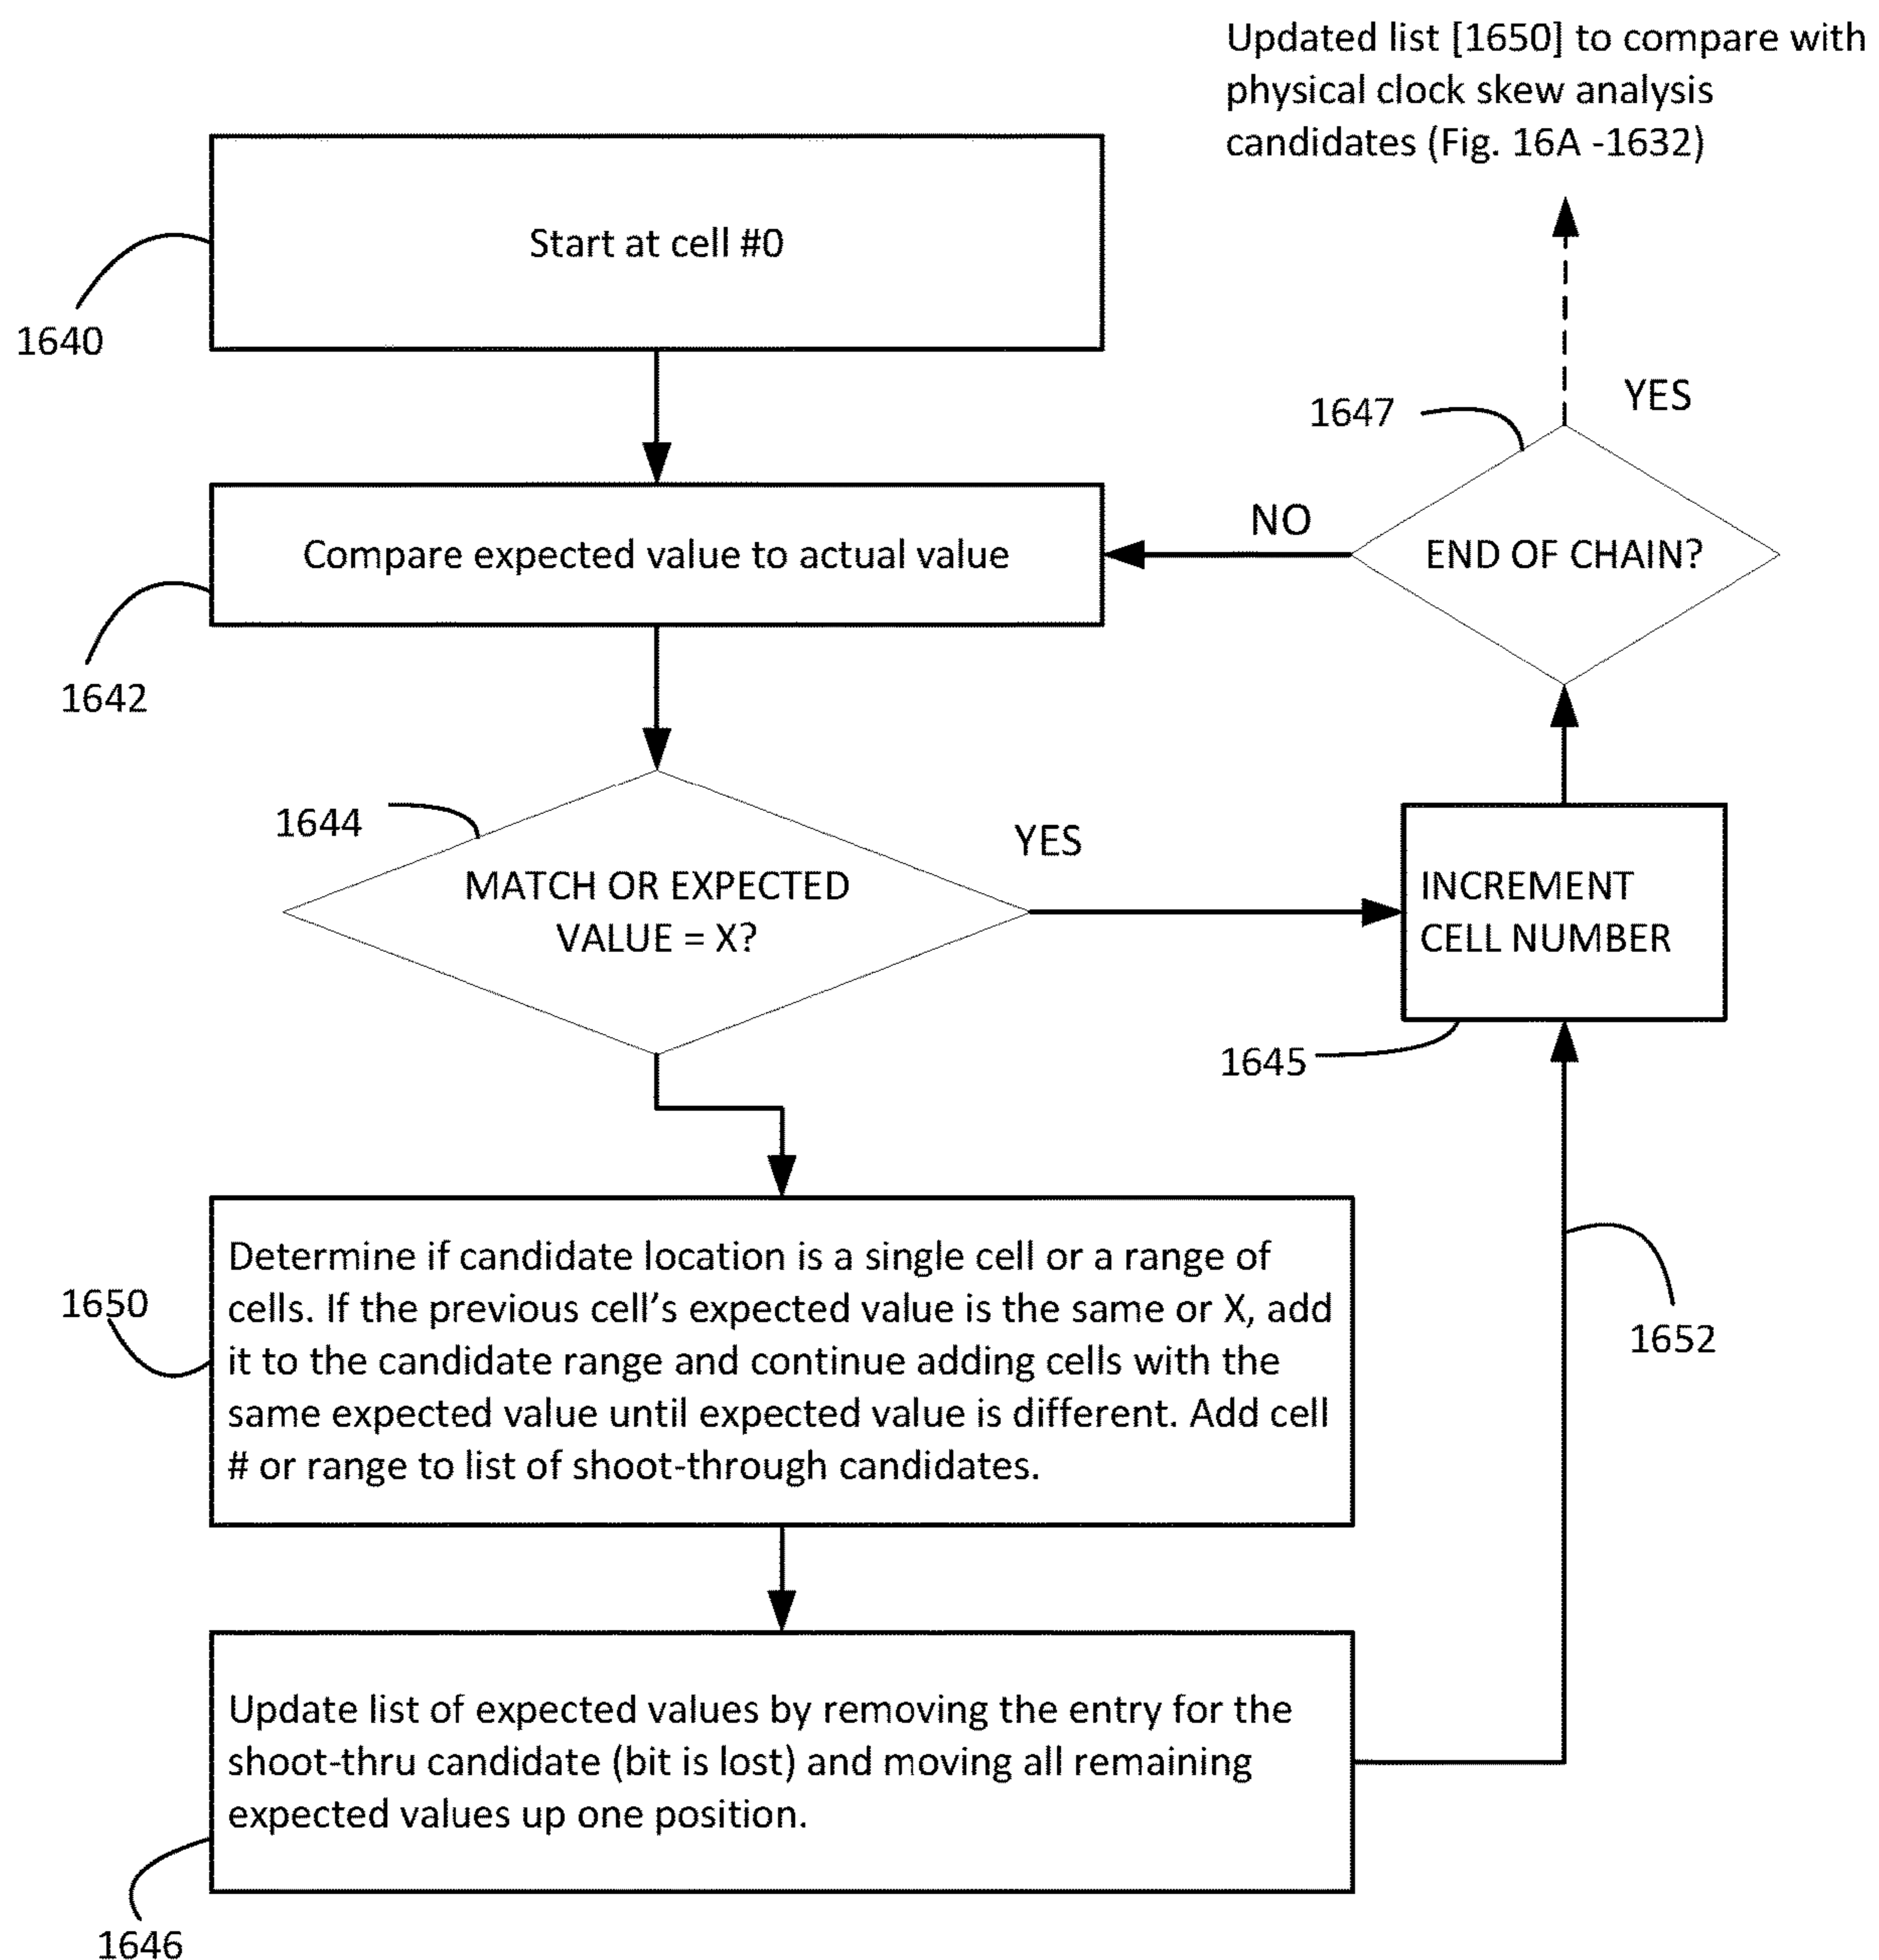 Updated list [1650] to compare with
physical clock skew analysis
candidates (Fig. 16A -1632)
Start at cell #0
1640
YES
1647
NO
END OF CHAIN?
Compare expected value to actual value
1642
1644
YES
MATCH OR EXPECTED
VALUE = X?
INCREMENT
CELL NUMBER
1645
Determine if candidate location is a single cell or a range of
cells. If the previous cell's expected value is the same or X, add
it to the candidate range and continue adding cells with the
same expected value until expected value is different. Add cell
# or range to list of shoot-through candidates.
1650
1652
Update list of expected values by removing the entry for the
shoot-thru candidate (bit is lost) and moving all remaining
expected values up one position.
1646